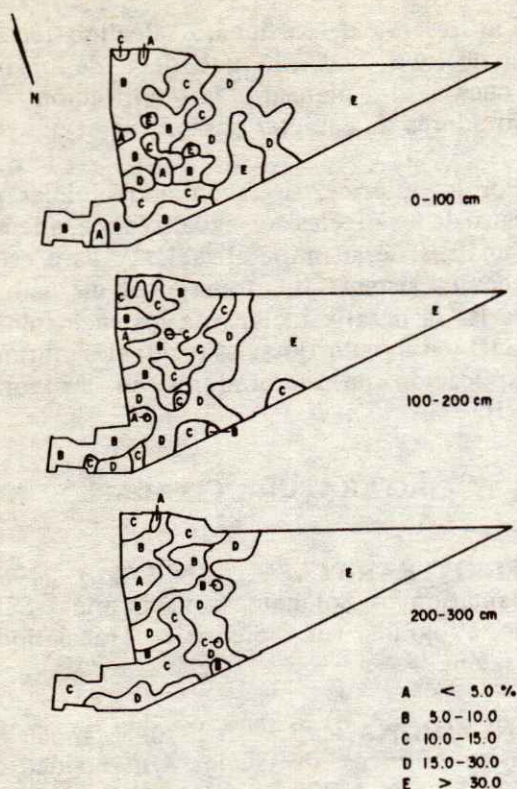 C A
B C D E
N
C
E
A B
C E D
B D
D A B E
C
B A B B
0-100 cm
C B E
C D
B
A C E
B
B C
C D
A C
B C B
B C D
100-200 cm
A
C D
B C
A B E
B D
D C
C D
B B
C
D
200-300 cm
A < 5.0 %
B 5.0-10.0
C 10.0-15.0
D 15.0-30.0
E > 30.0